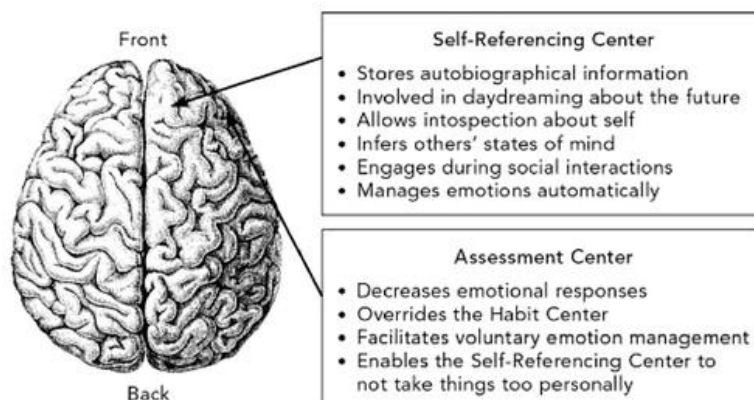 Front
Self-Referencing Center
• Stores autobiographical information
• Involved in daydreaming about the future
• Allows intospection about self
• Infers others' states of mind
• Engages during social interactions
• Manages emotions automatically
Assessment Center
• Decreases emotional responses
• Overrides the Habit Center
• Facilitates voluntary emotion management
• Enables the Self-Referencing Center to
not take things too personally
Back